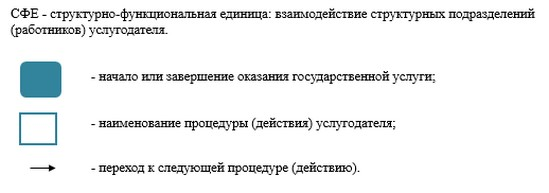 СФЕ - структурно-функциональная единица: взаимодействие структурных подразделений
(работников) услугодателя.
- начало или завершение оказания государственной услуги;
- наименование процедуры (действия) услугодателя;
- переход к следующей процедуре (действию).